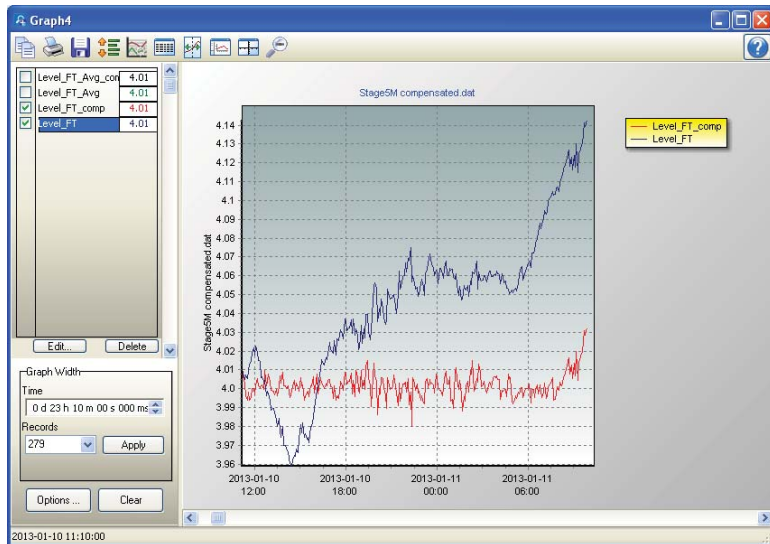 Graph4
Level_FT_Avg_con 4.01
Level_FT_Avg 4.01
Level_FT_comp 4.01
Level_FT 4.01
Edit...
Delete
Graph Width
Time
0 d 23 h 10 m 00 s 000 ms
Records
279
Apply
Options ...
Clear
Stage5M compensated.dat
Stage5M compensated.dat
4.14
4.13
4.12
4.11
4.1
4.09
4.08
4.07
4.06
4.05
4.04
4.03
4.02
4.01
4.0
3.99
3.98
3.97
3.96
2013-01-10 12:00
2013-01-10 18:00
2013-01-11 00:00
2013-01-11 06:00
Level_FT_comp
Level_FT
2013-01-10 11:10:00